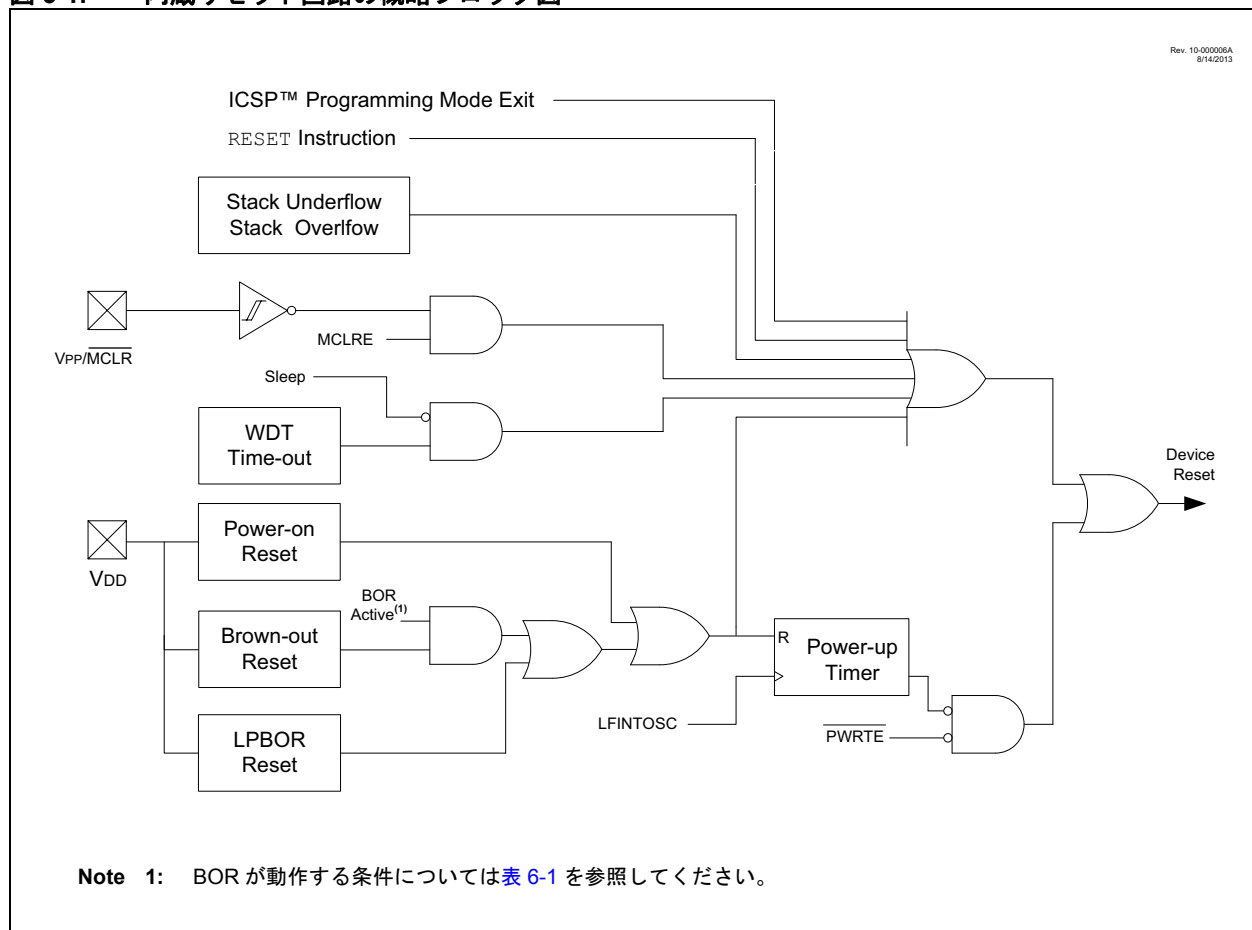 Rev. 10-000006A
8/14/2013
ICSP™ Programming Mode Exit
RESET Instruction
Stack Underflow
Stack Overlfow
VPP/MCLR
MCLRE
Sleep
WDT
Time-out
Device
Reset
VDD
Power-on
Reset
BOR
Active(1)
Brown-out
Reset
R
Power-up
Timer
LFINTOSC
PWRTE
LPBOR
Reset
Note 1: BOR が動作する条件については表 6-1 を参照してください。